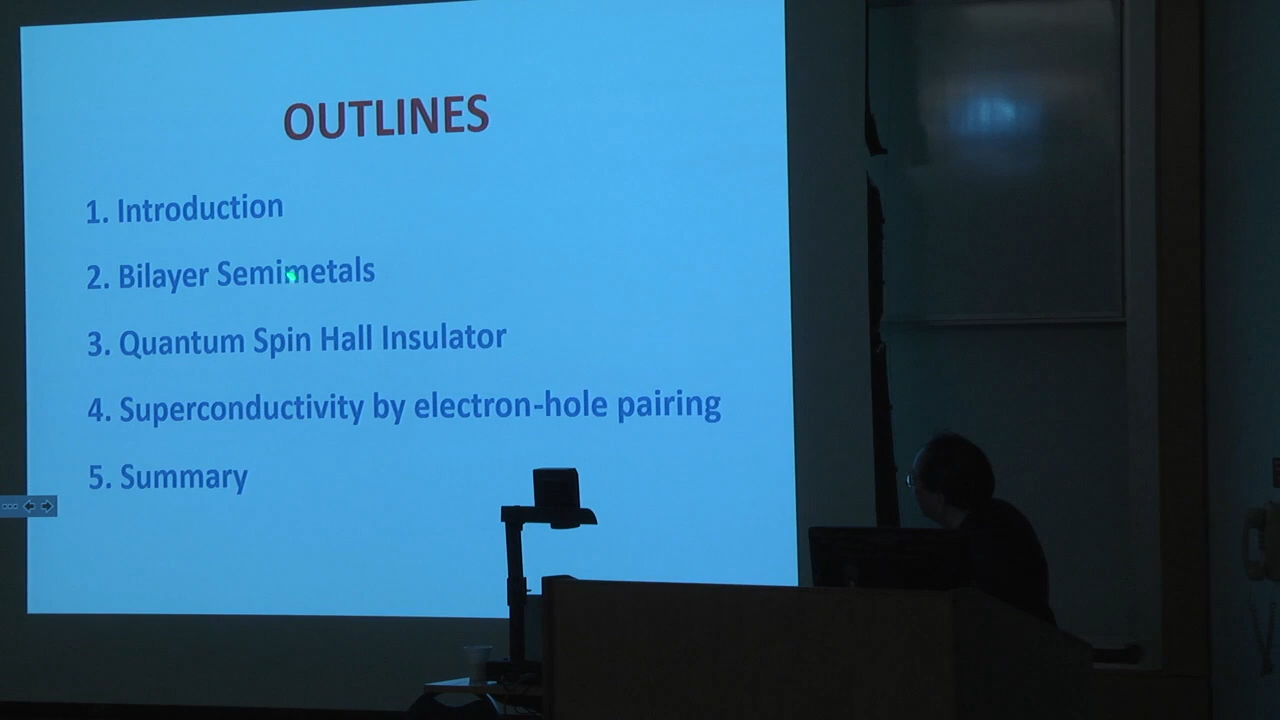 OUTLINES
1. Introduction
2. Bilayer Semimetals
3. Quantum Spin Hall Insulator
4. Superconductivity by electron-hole pairing
5. Summary